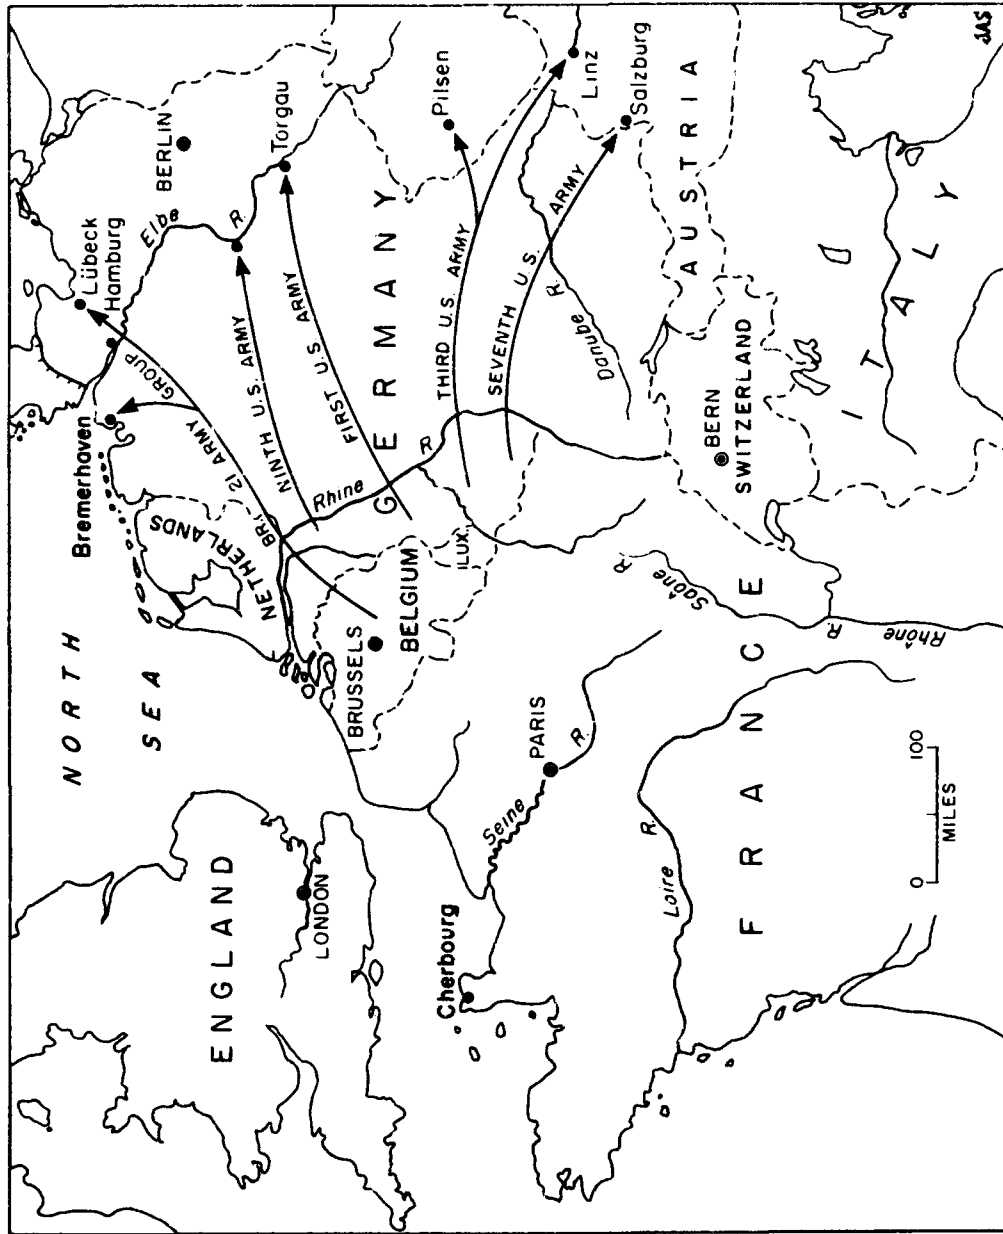 NORTH
SEA
ENGLAND
LONDON
Cherbourg
NETHERLANDS
Bremerhaven
Hamburg
Lübeck
Elbe
R.
BERLIN
Torgau
BR. 21 ARMY GROUP
NINTH U.S. ARMY
FIRST U.S. ARMY
BRUSSELS
BELGIUM
LUX.
Rhine
R.
GERMANY
Pilsen
THIRD U.S. ARMY
SEVENTH U.S. ARMY
Linz
Salzburg
Danube R.
AUSTRIA
Seine
R.
PARIS
Loire
R.
FRANCE
Saône
R.
Rhône
R.
BERN
SWITZERLAND
ITALY
0
100
MILES
JAS